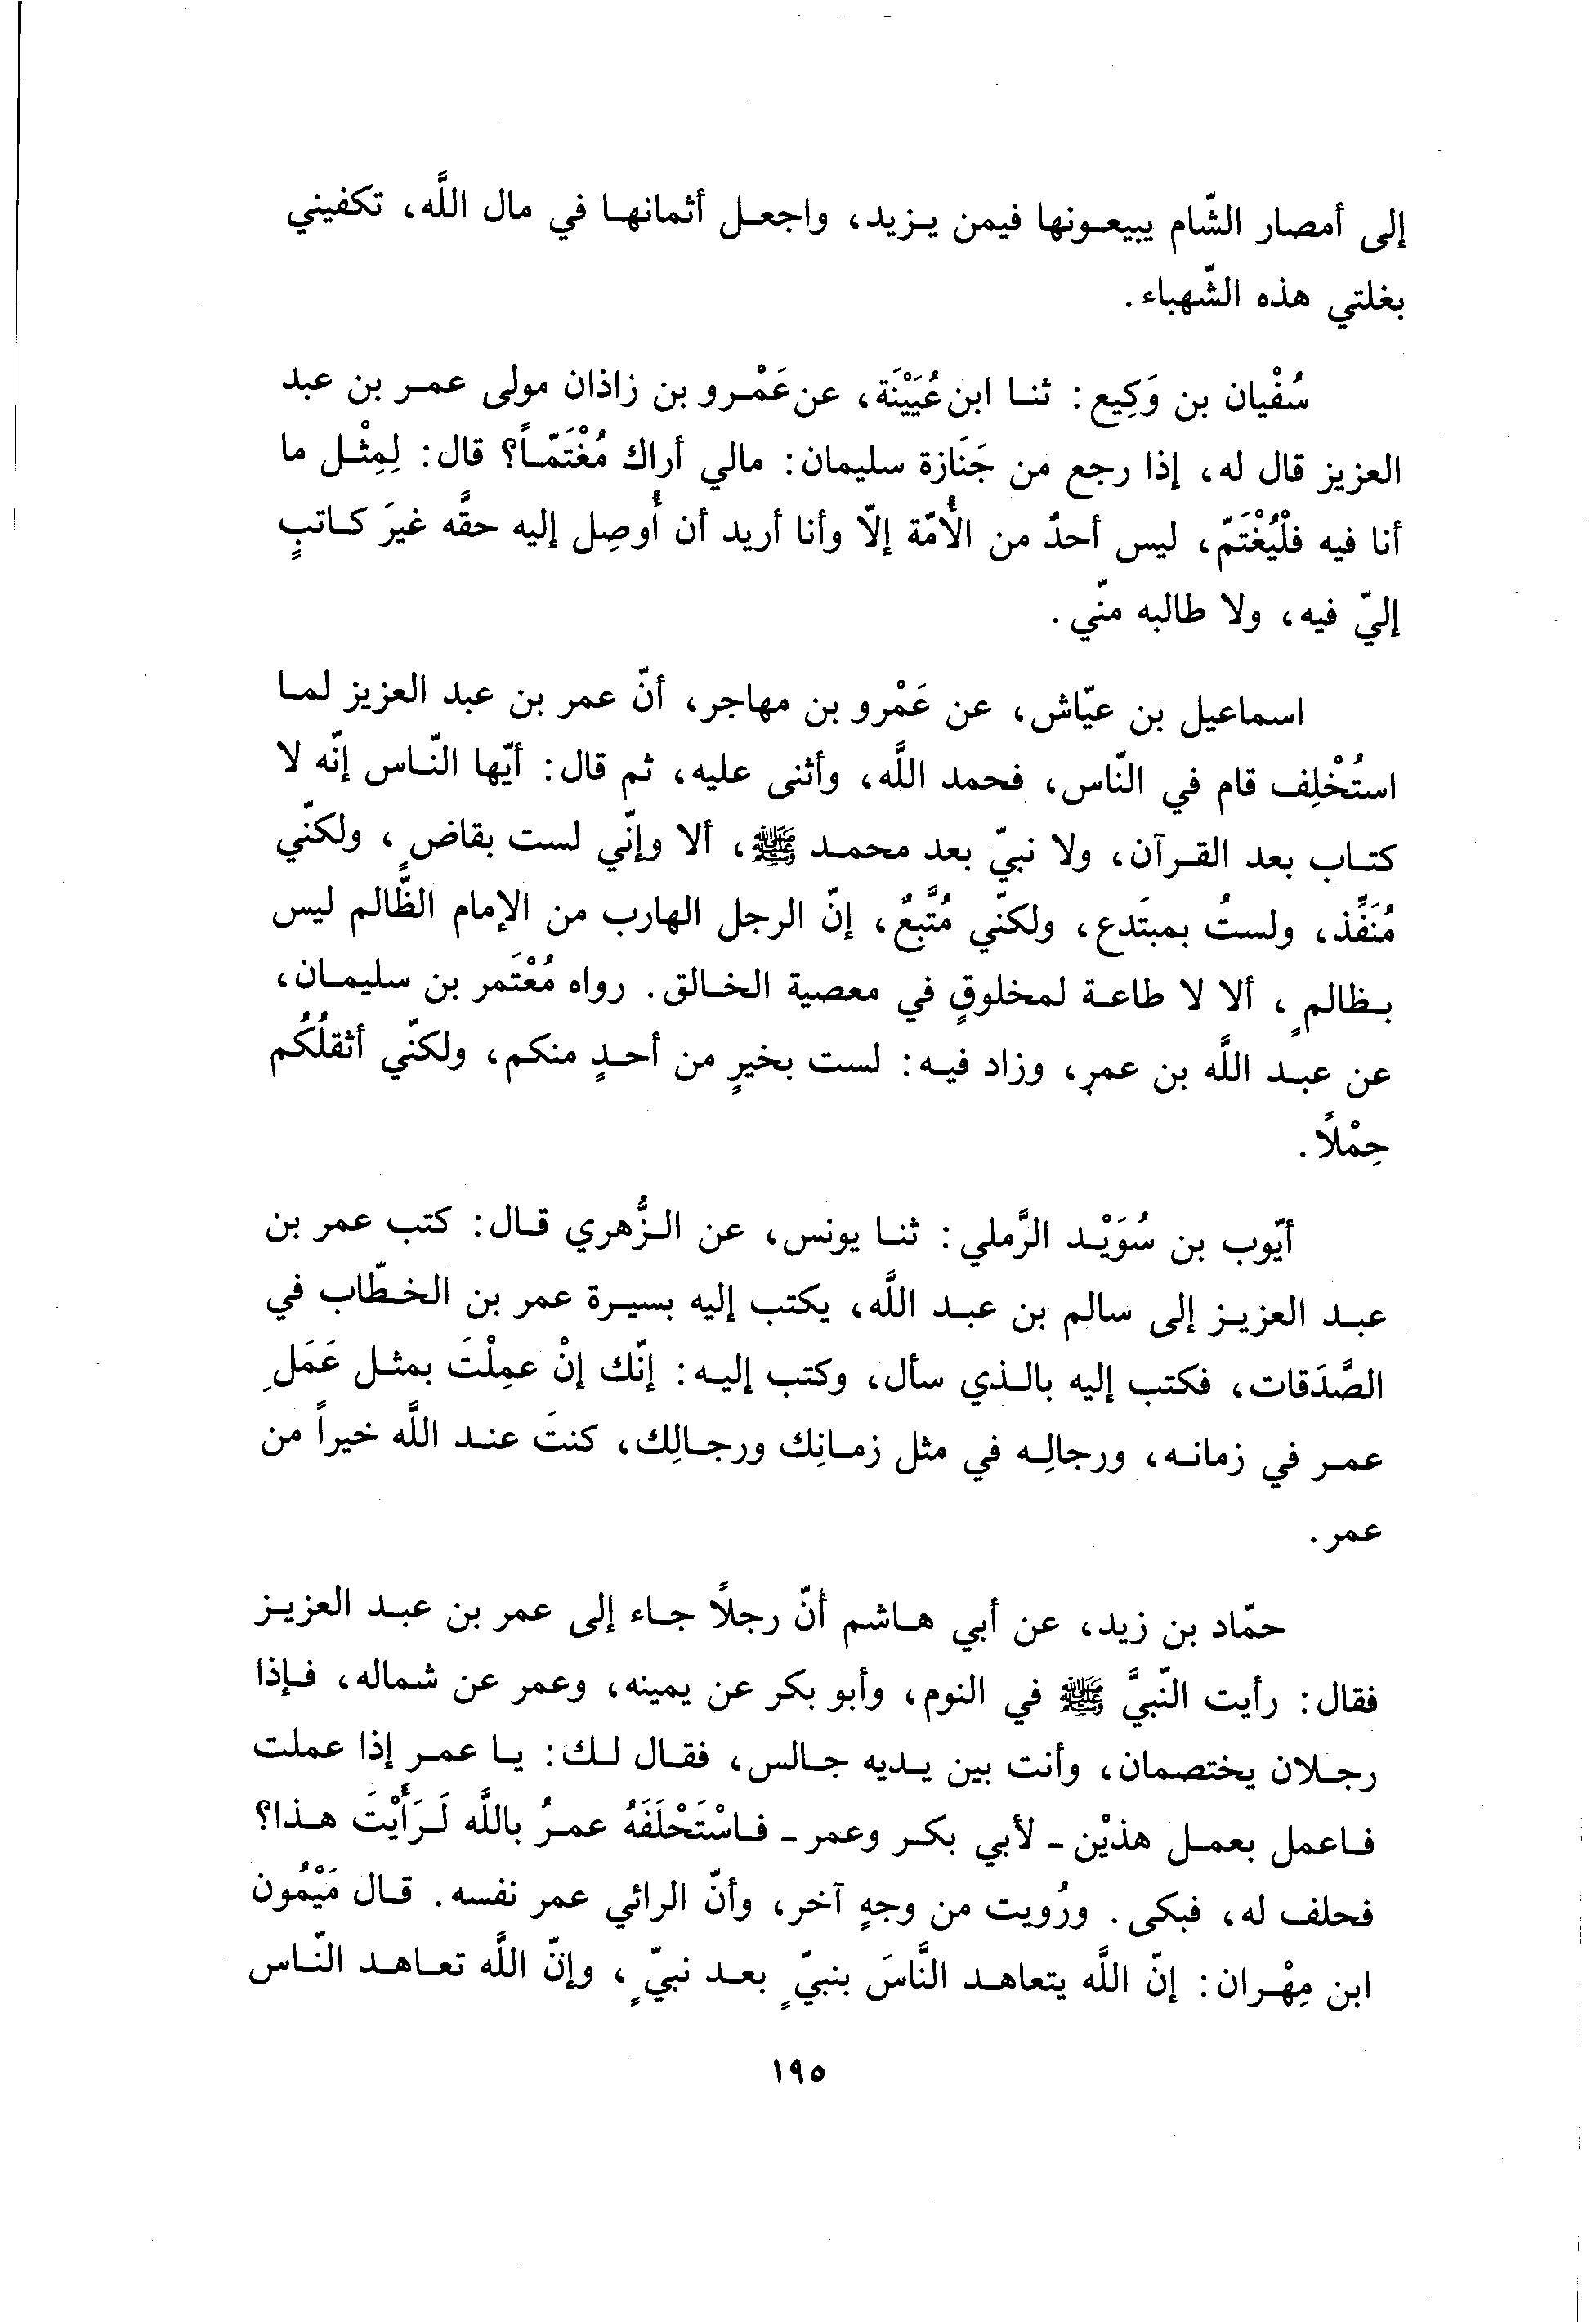 إلى أمصار الشّام يبيعونها فيمن يزيد، واجعل أثمانها في مال اللَّه، تكفيني
بغلتي هذه الشّهباء.
سُفْيان بن وَكِيع: ثنا ابن عُيَيْنَة، عن عَمْرو بن زاذان مولى عمر بن عبد
العزيز قال له، إذا رجع من جَنَازة سليمان: مالي أراك مُغْتَمّاً؟ قال: لِمِثْل ما
أنا فيه فلْيُغْتَمّ، ليس أحدٌ من الأُمّة إلّا وأنا أريد أن أُوصِل إليه حقَّه غيرَ كاتبٍ
إليّ فيه، ولا طالبه منّي.
اسماعيل بن عيّاش، عن عَمْرو بن مهاجر، أنّ عمر بن عبد العزيز لما
استُخْلِف قام في النّاس، فحمد اللَّه، وأثنى عليه، ثم قال: أيّها النّاس إنّه لا
كتاب بعد القرآن، ولا نبيّ بعد محمد ﷺ، ألا وإنّي لست بقاضٍ، ولكنّي
مُنَفِّذ، ولستُ بمبتَدع، ولكنّي مُتَّبِعٌ، إنّ الرجل الهارب من الإمام الظّالم ليس
بظالمٍ، ألا لا طاعة لمخلوقٍ في معصية الخالق. رواه مُعْتَمر بن سليمان،
عن عبد اللَّه بن عمر، وزاد فيه: لست بخيرٍ من أحدٍ منكم، ولكنّي أثقلُكُم
حِمْلاً.
أيّوب بن سُوَيْد الرَّملي: ثنا يونس، عن الزُّهري قال: كتب عمر بن
عبد العزيز إلى سالم بن عبد اللَّه، يكتب إليه بسيرة عمر بن الخطّاب في
الصَّدَقات، فكتب إليه بالذي سأل، وكتب إليه: إنّك إنْ عمِلْتَ بمثل عَمَلِ
عمر في زمانه، ورجالِه في مثل زمانِك ورجالِك، كنتَ عند اللَّه خيراً من
عمر.
حمّاد بن زيد، عن أبي هاشم أنّ رجلاً جاء إلى عمر بن عبد العزيز
فقال: رأيت النّبيَّ ﷺ في النوم، وأبو بكر عن يمينه، وعمر عن شماله، فإذا
رجلان يختصمان، وأنت بين يديه جالس، فقال لك: يا عمر إذا عملت
فاعمل بعمل هذيْن - لأبي بكر وعمر - فاسْتَحْلَفَهُ عمرُ باللَّه لَرَأَيْتَ هذا؟
فحلف له، فبكى. ورُويت من وجهٍ آخر، وأنّ الرائي عمر نفسه. قال مَيْمُون
ابن مِهْران: إنّ اللَّه يتعاهد النَّاسَ بنبيٍّ بعد نبيٍّ، وإنّ اللَّه تعاهد النّاس
١٩٥